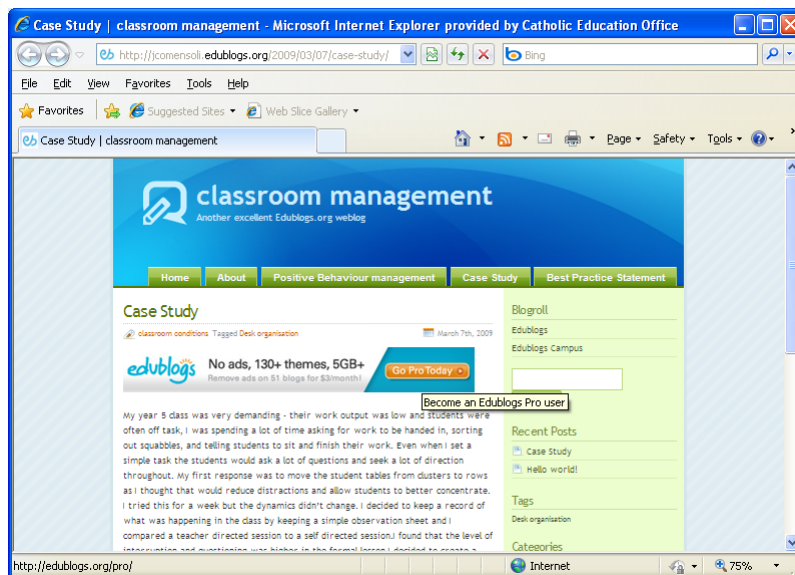 Case Study | classroom management - Microsoft Internet Explorer provided by Catholic Education Office
http://jcomensoli.edublogs.org/2009/03/07/case-study/
Bing
File Edit View Favorites Tools Help
Favorites Suggested Sites Web Slice Gallery
Case Study | classroom management
Page Safety Tools
classroom management
Another excellent Edublogs.org weblog
Home About Positive Behaviour management Case Study Best Practice Statement
Case Study
classroom conditions Tagged Desk organisation March 7th, 2009
edublogs No ads, 130+ themes, 5GB+
Remove ads on 51 blogs for $3/month!
Go Pro Today
Become an Edublogs Pro user
My year 5 class was very demanding - their work output was low and students were
often off task, I was spending a lot of time asking for work to be handed in, sorting
out squabbles, and telling students to sit and finish their work. Even when I set a
simple task the students would ask a lot of questions and seek a lot of direction
throughout. My first response was to move the student tables from clusters to rows
as I thought that would reduce distractions and allow students to better concentrate.
I tried this for a week but the dynamics didn't change. I decided to keep a record of
what was happening in the class by keeping a simple observation sheet and I
compared a teacher directed session to a self directed session.I found that the level of
interruption and questioning was higher in the formal lesson I decided to create a
Blogroll
Edublogs
Edublogs Campus
Recent Posts
Case Study
Hello world!
Tags
Desk organisation
Categories
http://edublogs.org/pro/
Internet
75%